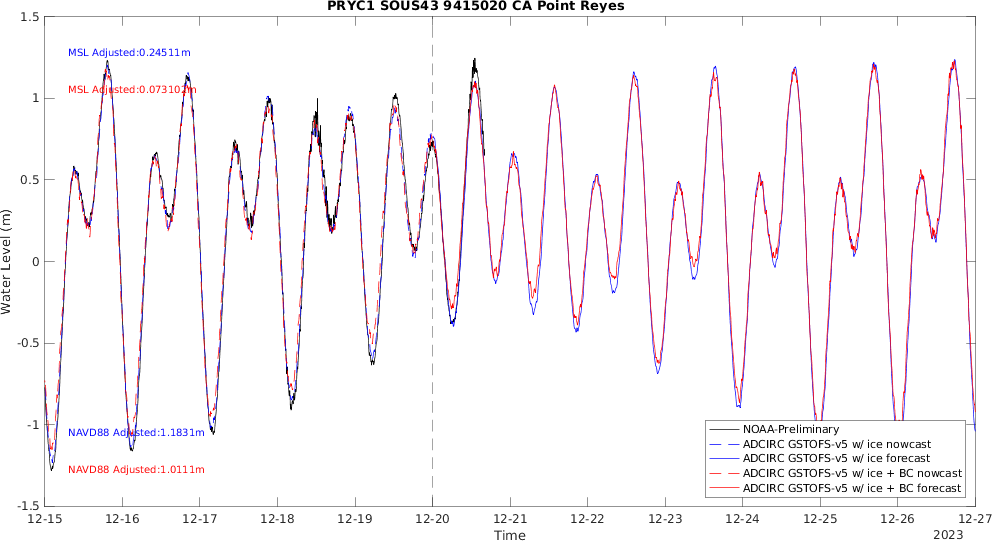 PRYC1 SOUS43 9415020 CA Point Reyes
1.5
1
0.5
0
-0.5
-1
-1.5
Water Level (m)
MSL Adjusted:0.24511m
MSL Adjusted:0.073102m
NAVD88 Adjusted:1.1831m
NAVD88 Adjusted:1.0111m
NOAA-Preliminary
ADCIRC GSTOFS-v5 w/ ice nowcast
ADCIRC GSTOFS-v5 w/ ice forecast
ADCIRC GSTOFS-v5 w/ ice + BC nowcast
ADCIRC GSTOFS-v5 w/ ice + BC forecast
12-15 12-16 12-17 12-18 12-19 12-20 12-21 12-22 12-23 12-24 12-25 12-26 12-27
Time
2023